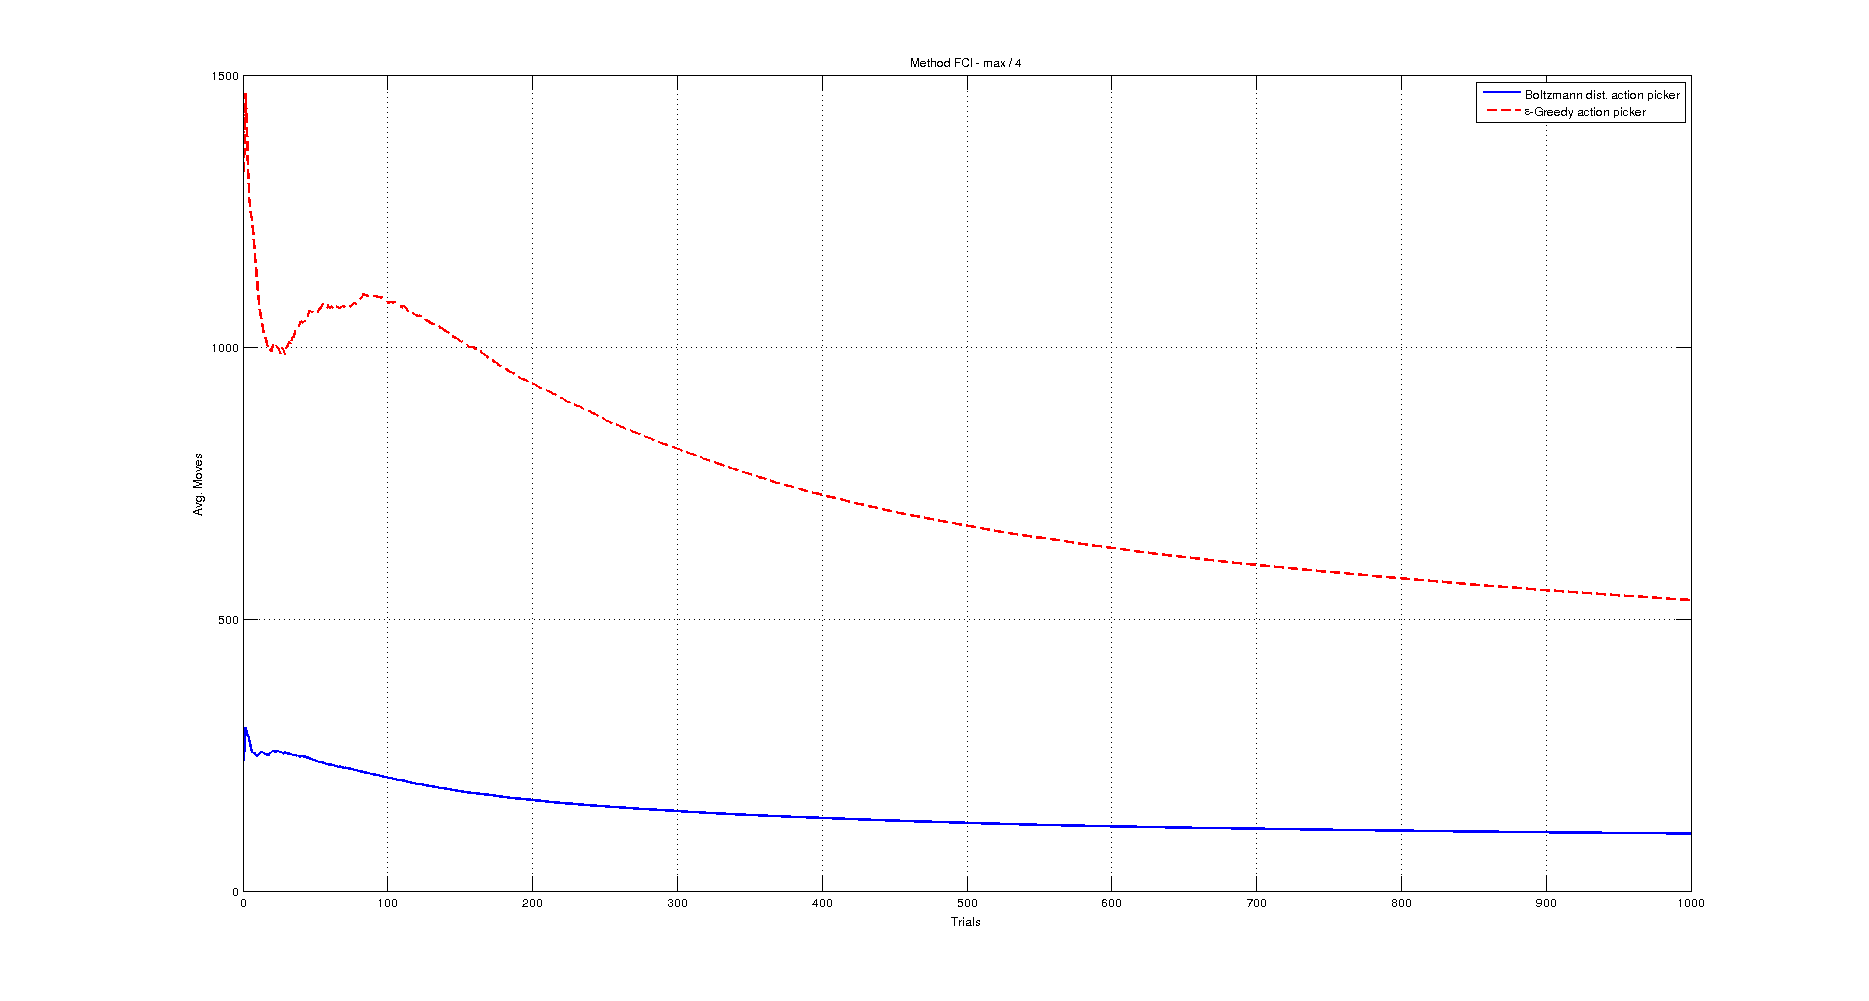 Method FCI - max / 4
1500
1000
500
0
Avg. Moves
Boltzmann dist. action picker
ε-Greedy action picker
0 100 200 300 400 500 600 700 800 900 1000
Trials